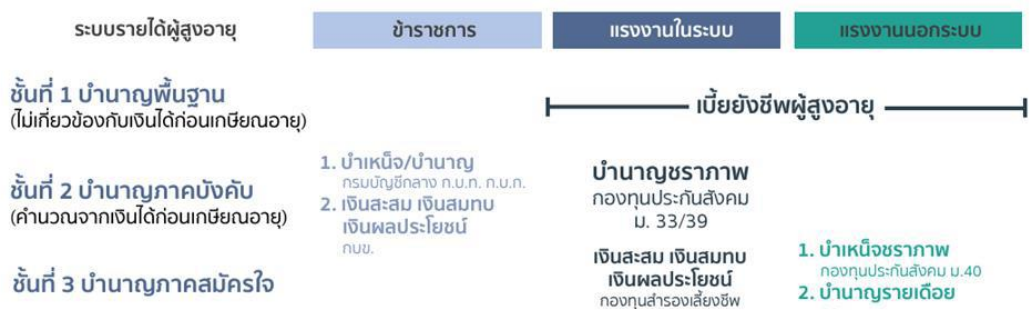 ระบบรายได้ผู้สูงอายุ
ข้าราชการ
แรงงานในระบบ
แรงงานนอกระบบ
ชั้นที่ 1 บำนาญพื้นฐาน
(ไม่เกี่ยวข้องกับเงินได้ก่อนเกษียณอายุ)
เบี้ยยังชีพผู้สูงอายุ
ชั้นที่ 2 บำนาญภาคบังคับ
(คำนวณจากเงินได้ก่อนเกษียณอายุ)
1. บำเหน็จ/บำนาญ
กรมบัญชีกลาง ก.บ.ท. ก.บ.ก.
2. เงินสะสม เงินสมทบ
เงินผลประโยชน์
กบข.
บำนาญชราภาพ
กองทุนประกันสังคม
ม. 33/39
ชั้นที่ 3 บำนาญภาคสมัครใจ
เงินสะสม เงินสมทบ
เงินผลประโยชน์
กองทุนสำรองเลี้ยงชีพ
1. บำเหน็จชราภาพ
กองทุนประกันสังคม ม.40
2. บำนาญรายเดือย